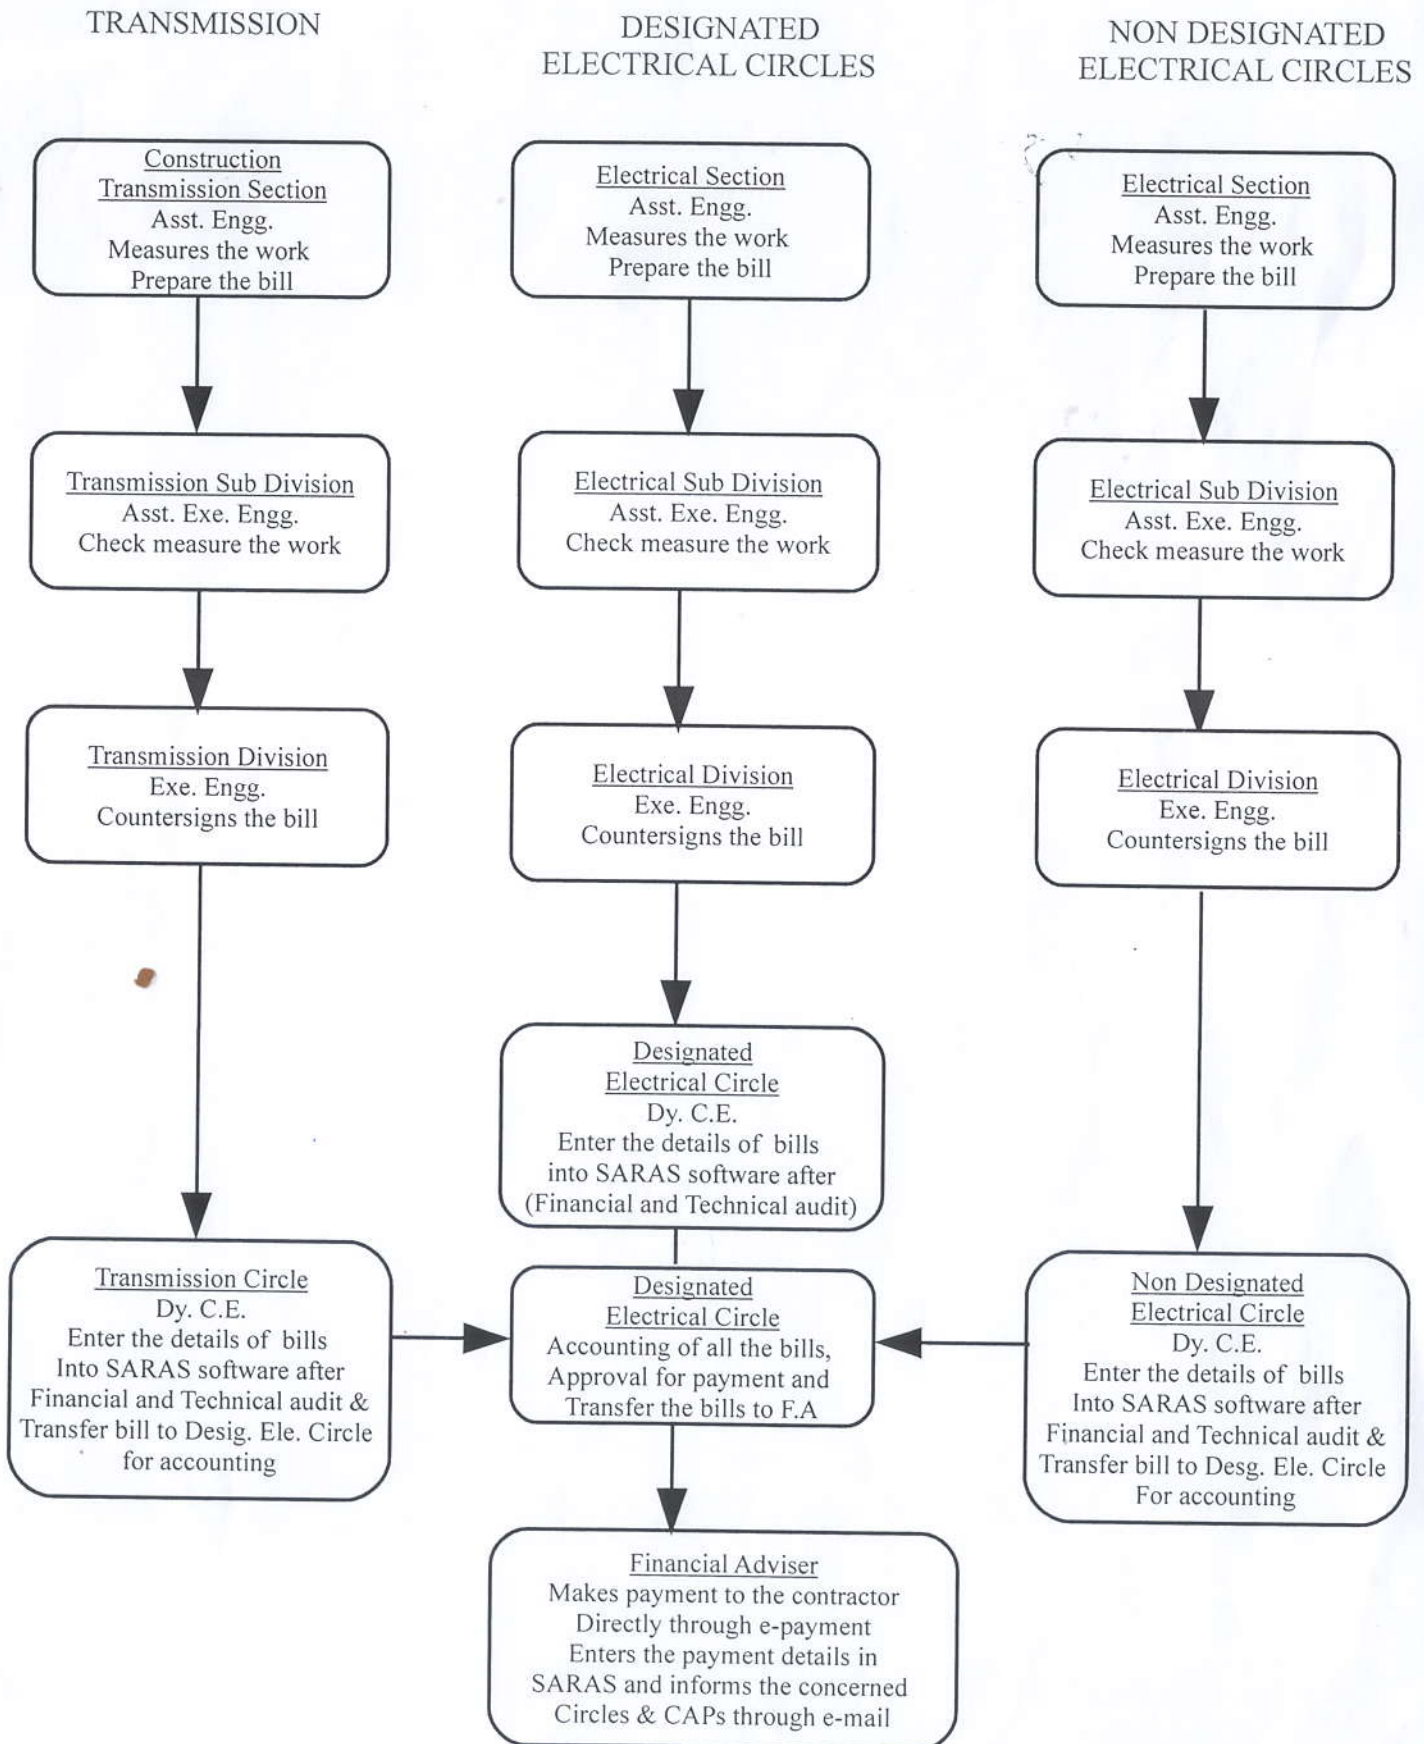 TRANSMISSION
DESIGNATED
ELECTRICAL CIRCLES
NON DESIGNATED
ELECTRICAL CIRCLES
Construction
Transmission Section
Asst. Engg.
Measures the work
Prepare the bill
Electrical Section
Asst. Engg.
Measures the work
Prepare the bill
Electrical Section
Asst. Engg.
Measures the work
Prepare the bill
Transmission Sub Division
Asst. Exe. Engg.
Check measure the work
Electrical Sub Division
Asst. Exe. Engg.
Check measure the work
Electrical Sub Division
Asst. Exe. Engg.
Check measure the work
Transmission Division
Exe. Engg.
Countersigns the bill
Electrical Division
Exe. Engg.
Countersigns the bill
Electrical Division
Exe. Engg.
Countersigns the bill
Designated
Electrical Circle
Dy. C.E.
Enter the details of bills
into SARAS software after
(Financial and Technical audit)
Transmission Circle
Dy. C.E.
Enter the details of bills
Into SARAS software after
Financial and Technical audit &
Transfer bill to Desig. Ele. Circle
for accounting
Designated
Electrical Circle
Accounting of all the bills,
Approval for payment and
Transfer the bills to F.A
Non Designated
Electrical Circle
Dy. C.E.
Enter the details of bills
Into SARAS software after
Financial and Technical audit &
Transfer bill to Desg. Ele. Circle
For accounting
Financial Adviser
Makes payment to the contractor
Directly through e-payment
Enters the payment details in
SARAS and informs the concerned
Circles & CAPs through e-mail